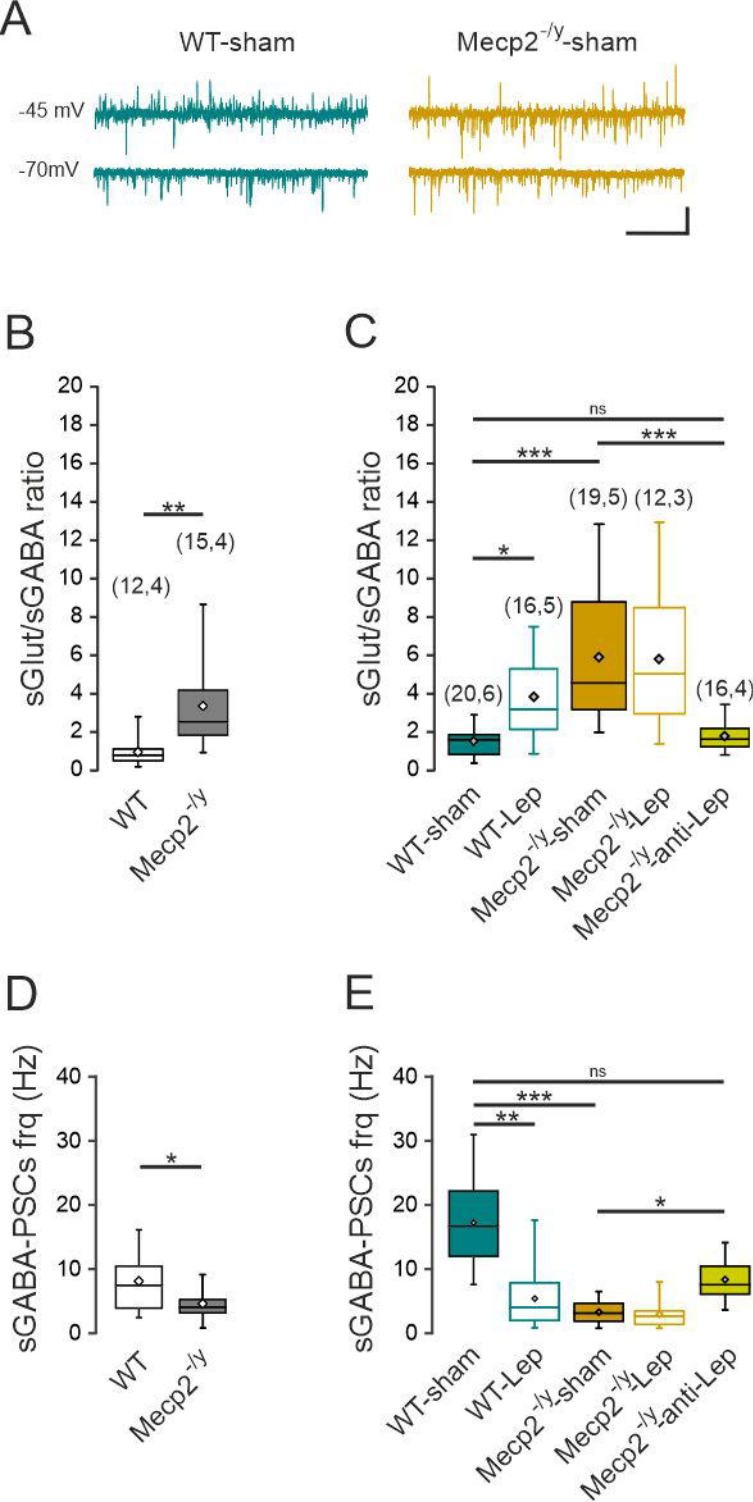 A
WT-sham
Mecp2-/y-sham
-45 mV
-70mV
B
C
sGlut/sGABA ratio
20
18
16
14
12
10
8
6
4
2
0
**
(15,4)
(12,4)
WT
Mecp2-/y
sGlut/sGABA ratio
20
18
16
14
12
10
8
6
4
2
0
ns
***
***
(19,5)
(12,3)
*
(16,5)
(20,6)
(16,4)
WT-sham
WT-Lep
Mecp2-/y-sham
Mecp2-/y-Lep
Mecp2-/y-anti-Lep
D
E
sGABA-PSCs frq (Hz)
40
30
20
10
0
*
WT
Mecp2-/y
sGABA-PSCs frq (Hz)
40
30
20
10
0
ns
***
**
*
WT-sham
WT-Lep
Mecp2-/y-sham
Mecp2-/y-Lep
Mecp2-/y-anti-Lep